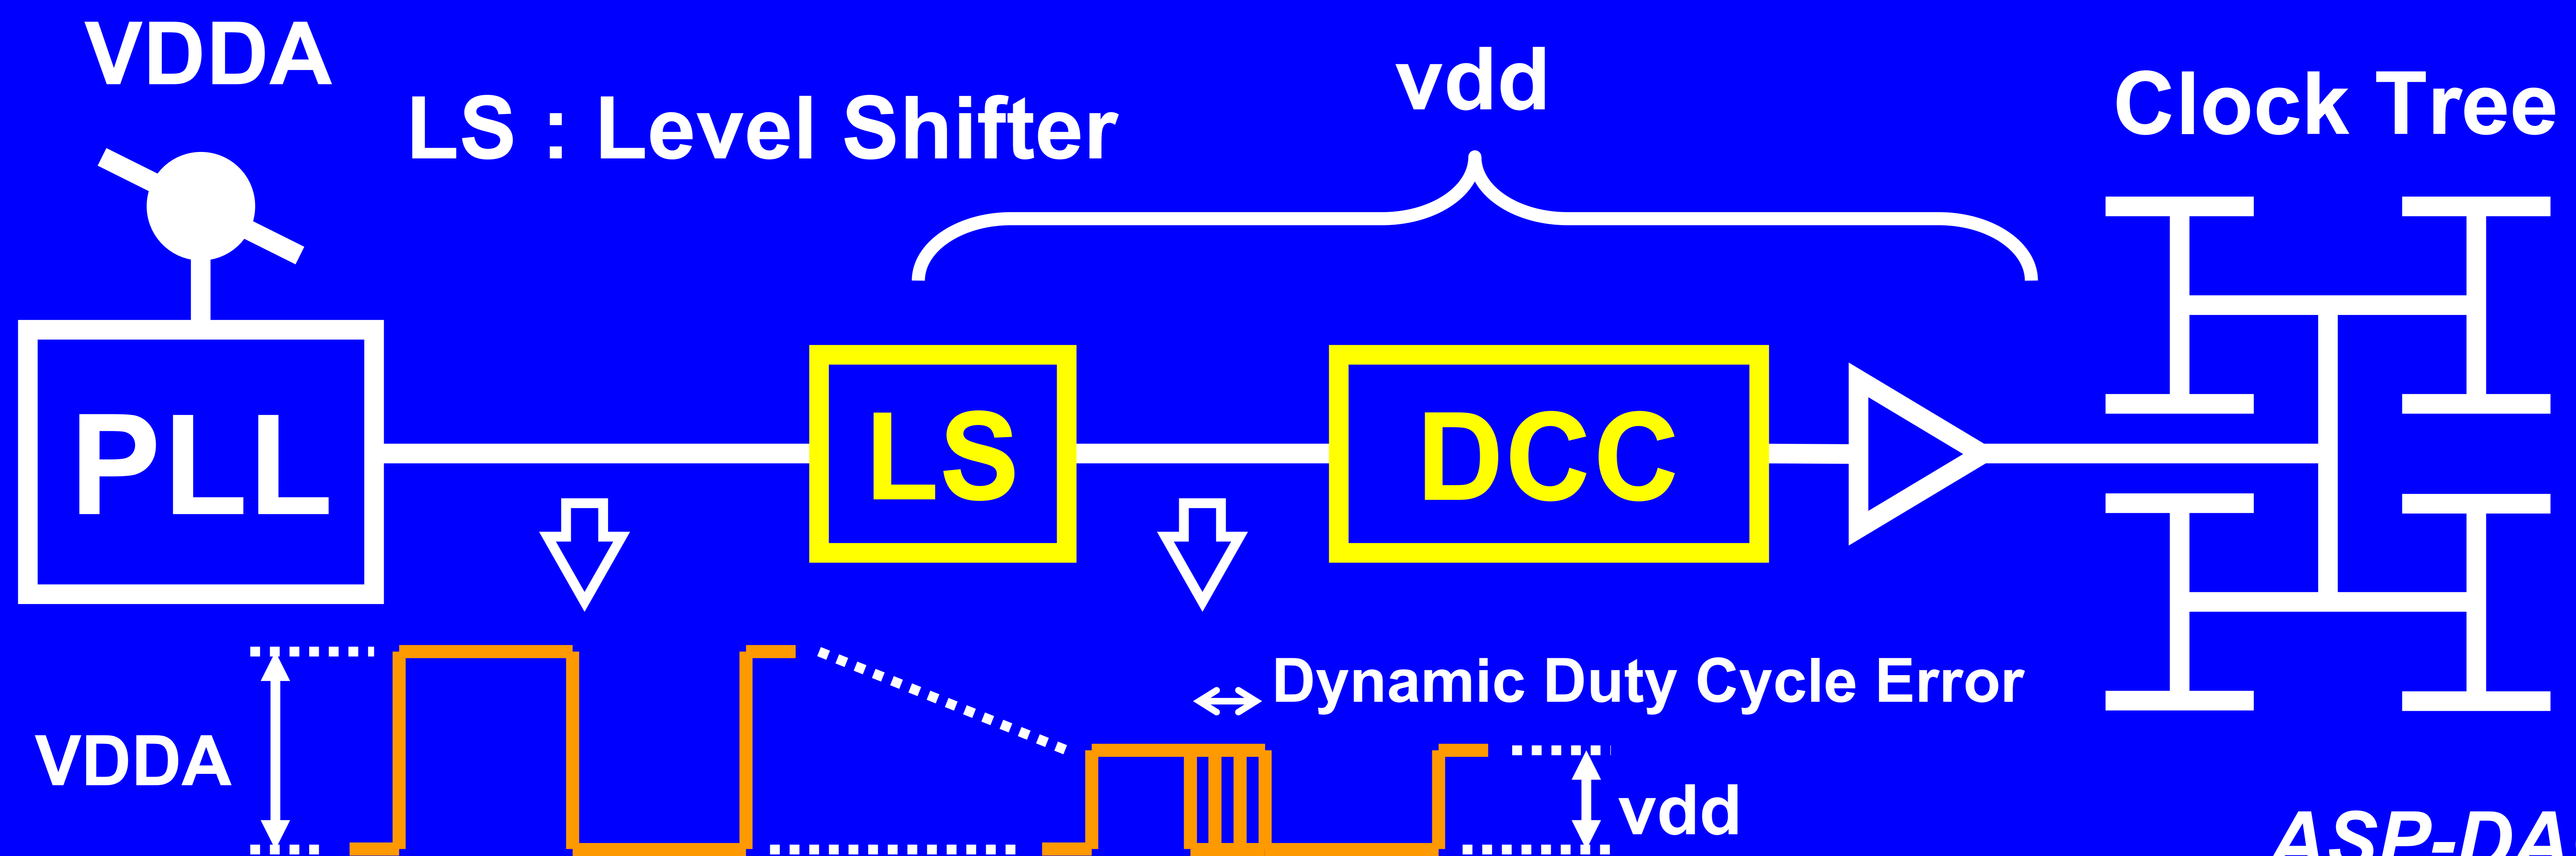 VDDA
LS : Level Shifter
vdd
Clock Tree
PLL
LS
DCC
Dynamic Duty Cycle Error
VDDA
vdd
ASP-DA